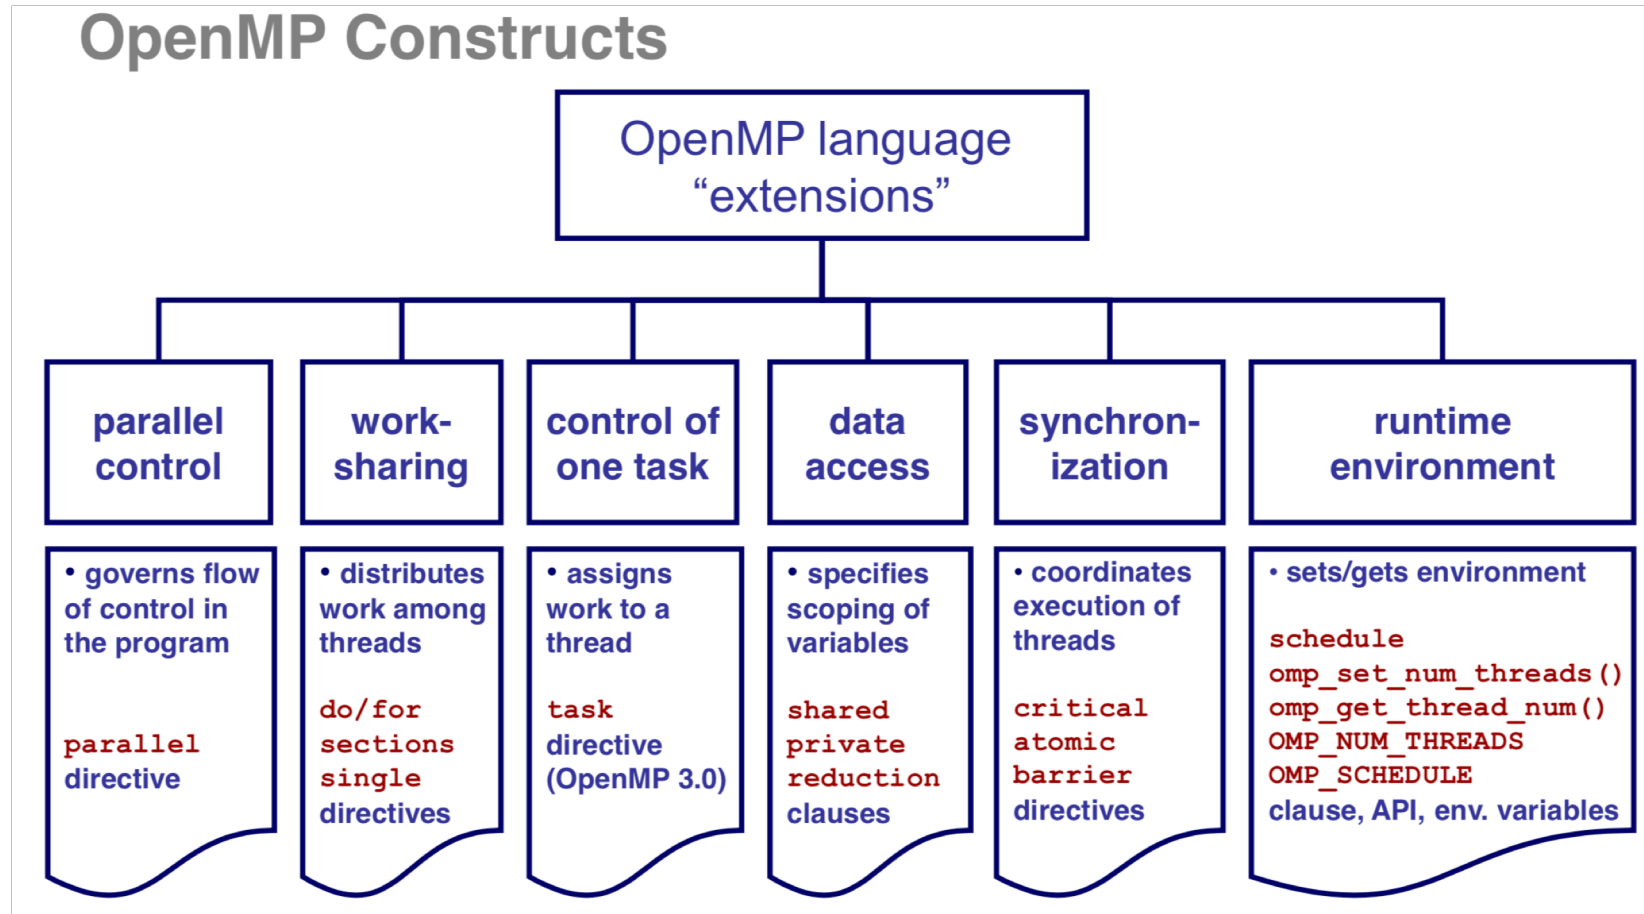 OpenMP Constructs
OpenMP language
“extensions”
parallel
control
work-
sharing
control of
one task
data
access
synchron-
ization
runtime
environment
• governs flow
of control in
the program
parallel
directive
• distributes
work among
threads
do/for
sections
single
directives
• assigns
work to a
thread
task
directive
(OpenMP 3.0)
• specifies
scoping of
variables
shared
private
reduction
clauses
• coordinates
execution of
threads
critical
atomic
barrier
directives
• sets/gets environment
schedule
omp_set_num_threads()
omp_get_thread_num()
OMP_NUM_THREADS
OMP_SCHEDULE
clause, API, env. variables